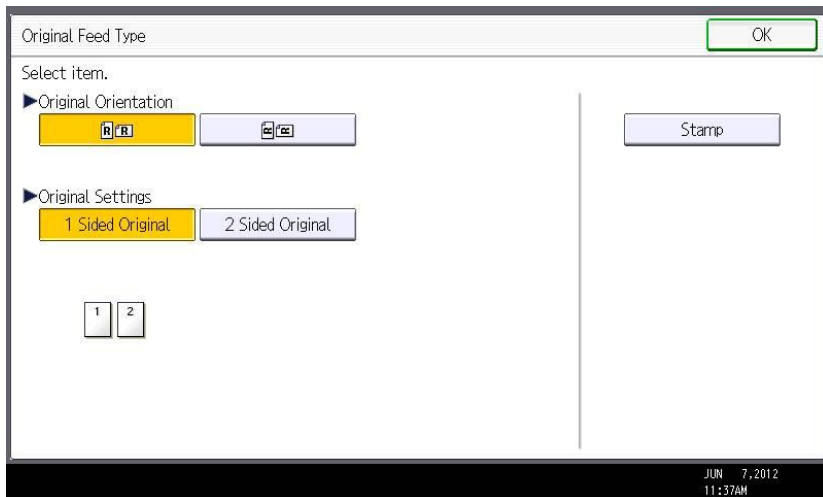 Original Feed Type
OK
Select item.
►Original Orientation
R R
R R
Stamp
►Original Settings
1 Sided Original
2 Sided Original
1 2
JUN 7,2012
11:37AM